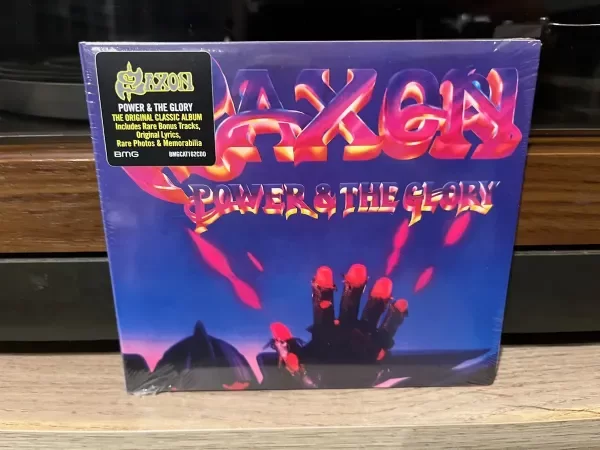 SAXON
POWER & THE GLORY
THE ORIGINAL CLASSIC ALBUM
Includes Rare Bonus Tracks,
Original Lyrics,
Rare Photos & Memorabilia
BMG BMGCAT162CDD
SAXON
POWER & THE GLORY